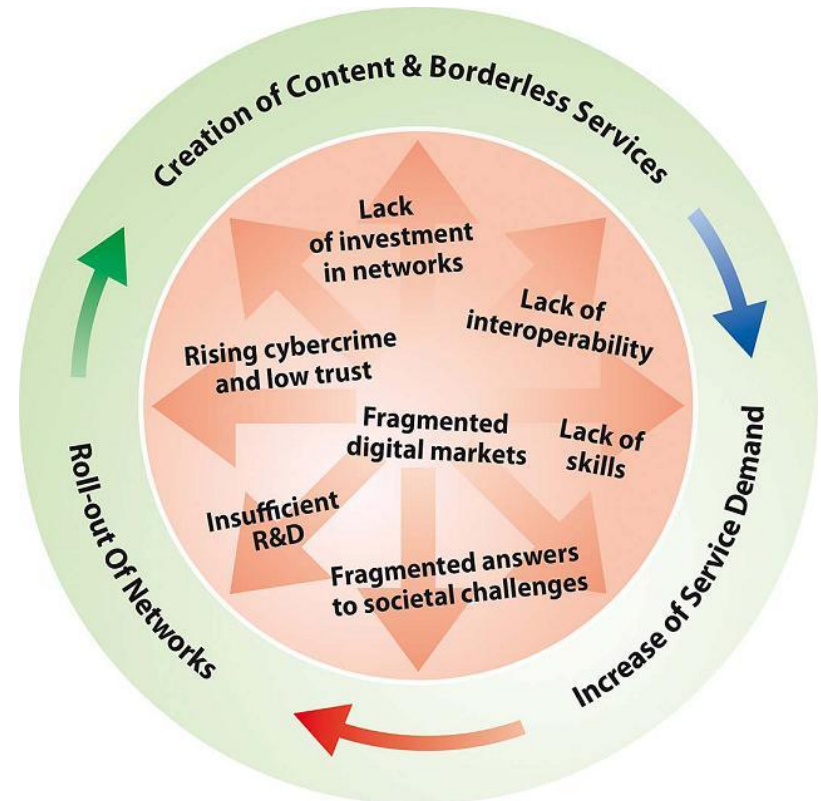 Creation of Content & Borderless Services
Lack
of investment
in networks
Lack of
interoperability
Rising cybercrime
and low trust
Fragmented
digital markets
Lack of
skills
Insufficient
R&D
Fragmented answers
to societal challenges
Increase of Service Demand
Roll-out Of Networks